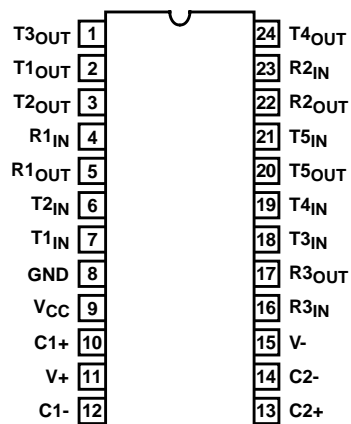 T3OUT 1 24 T4OUT
T1OUT 2 23 R2IN
T2OUT 3 22 R2OUT
R1IN 4 21 T5IN
R1OUT 5 20 T5OUT
T2IN 6 19 T4IN
T1IN 7 18 T3IN
GND 8 17 R3OUT
VCC 9 16 R3IN
C1+ 10 15 V-
V+ 11 14 C2-
C1- 12 13 C2+